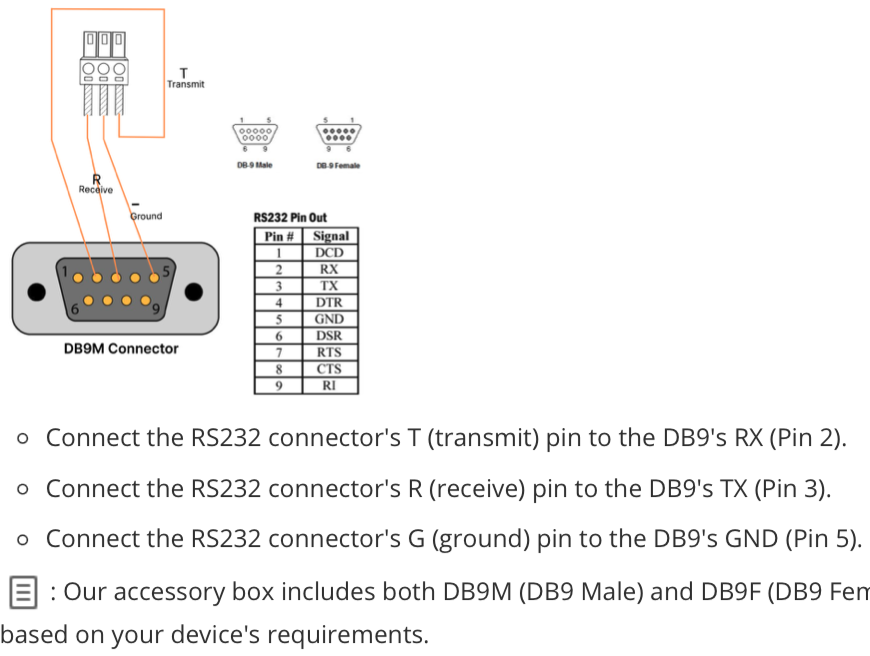 T
Transmit
1 5
6 9
DB-9 Male
5 1
9 6
DB-9 Female
R
Receive
–
Ground
1 5
6 9
DB9M Connector
RS232 Pin Out
Pin # Signal
1 DCD
2 RX
3 TX
4 DTR
5 GND
6 DSR
7 RTS
8 CTS
9 RI
Connect the RS232 connector's T (transmit) pin to the DB9's RX (Pin 2).
Connect the RS232 connector's R (receive) pin to the DB9's TX (Pin 3).
Connect the RS232 connector's G (ground) pin to the DB9's GND (Pin 5).
: Our accessory box includes both DB9M (DB9 Male) and DB9F (DB9 Fem
based on your device's requirements.